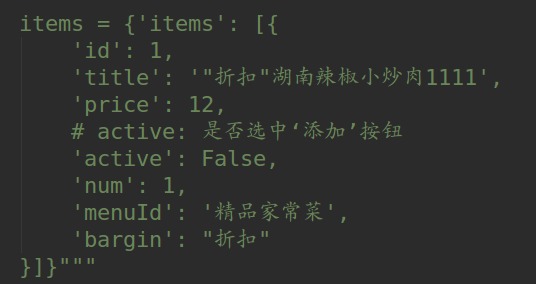 items = {'items': [{
    'id': 1,
    'title': '"折扣"湖南辣椒小炒肉1111',
    'price': 12,
    # active: 是否选中‘添加’按钮
    'active': False,
    'num': 1,
    'menuId': '精品家常菜',
    'bargin': "折扣"
}]}"""